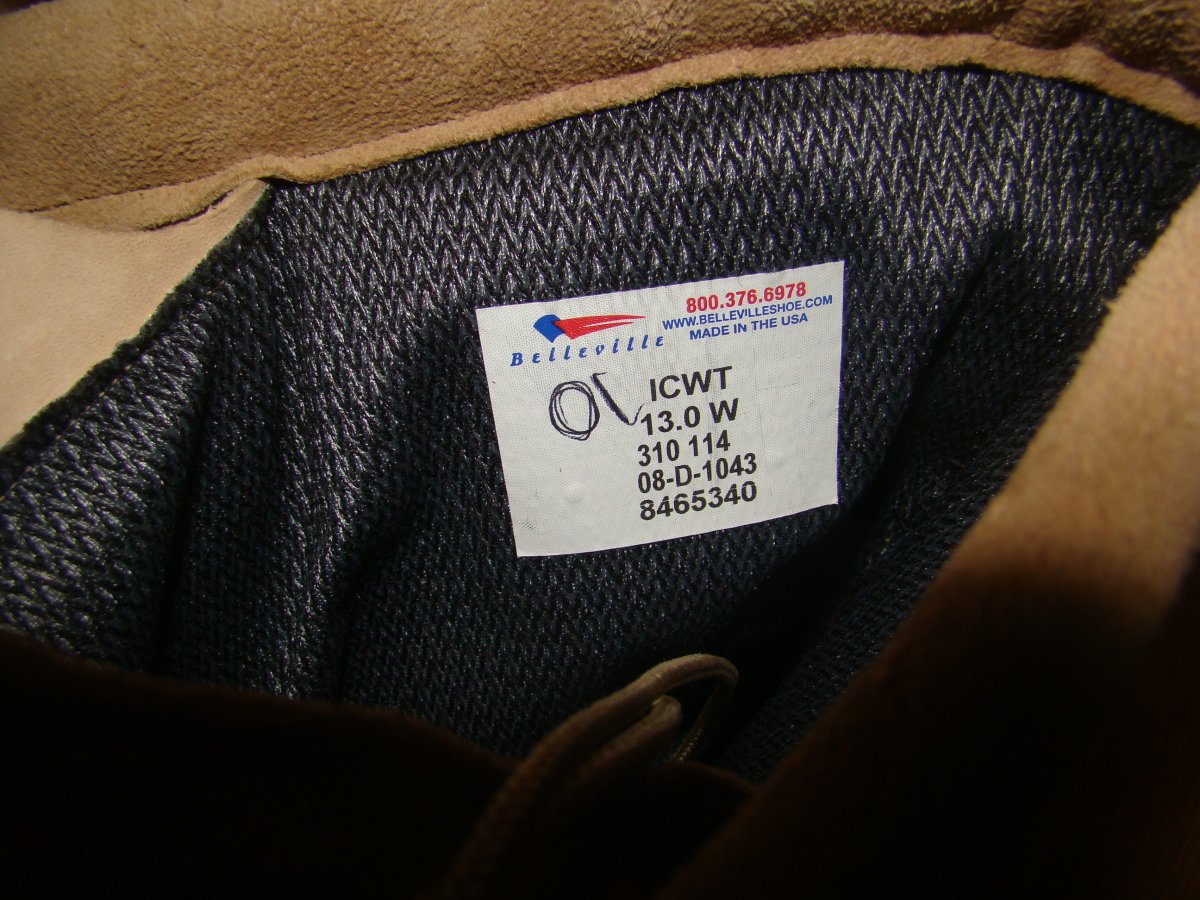 800.376.6978
WWW.BELLEVILLESHOE.COM
MADE IN THE USA
Belleville
ICWT
13.0 W
310 114
08-D-1043
8465340